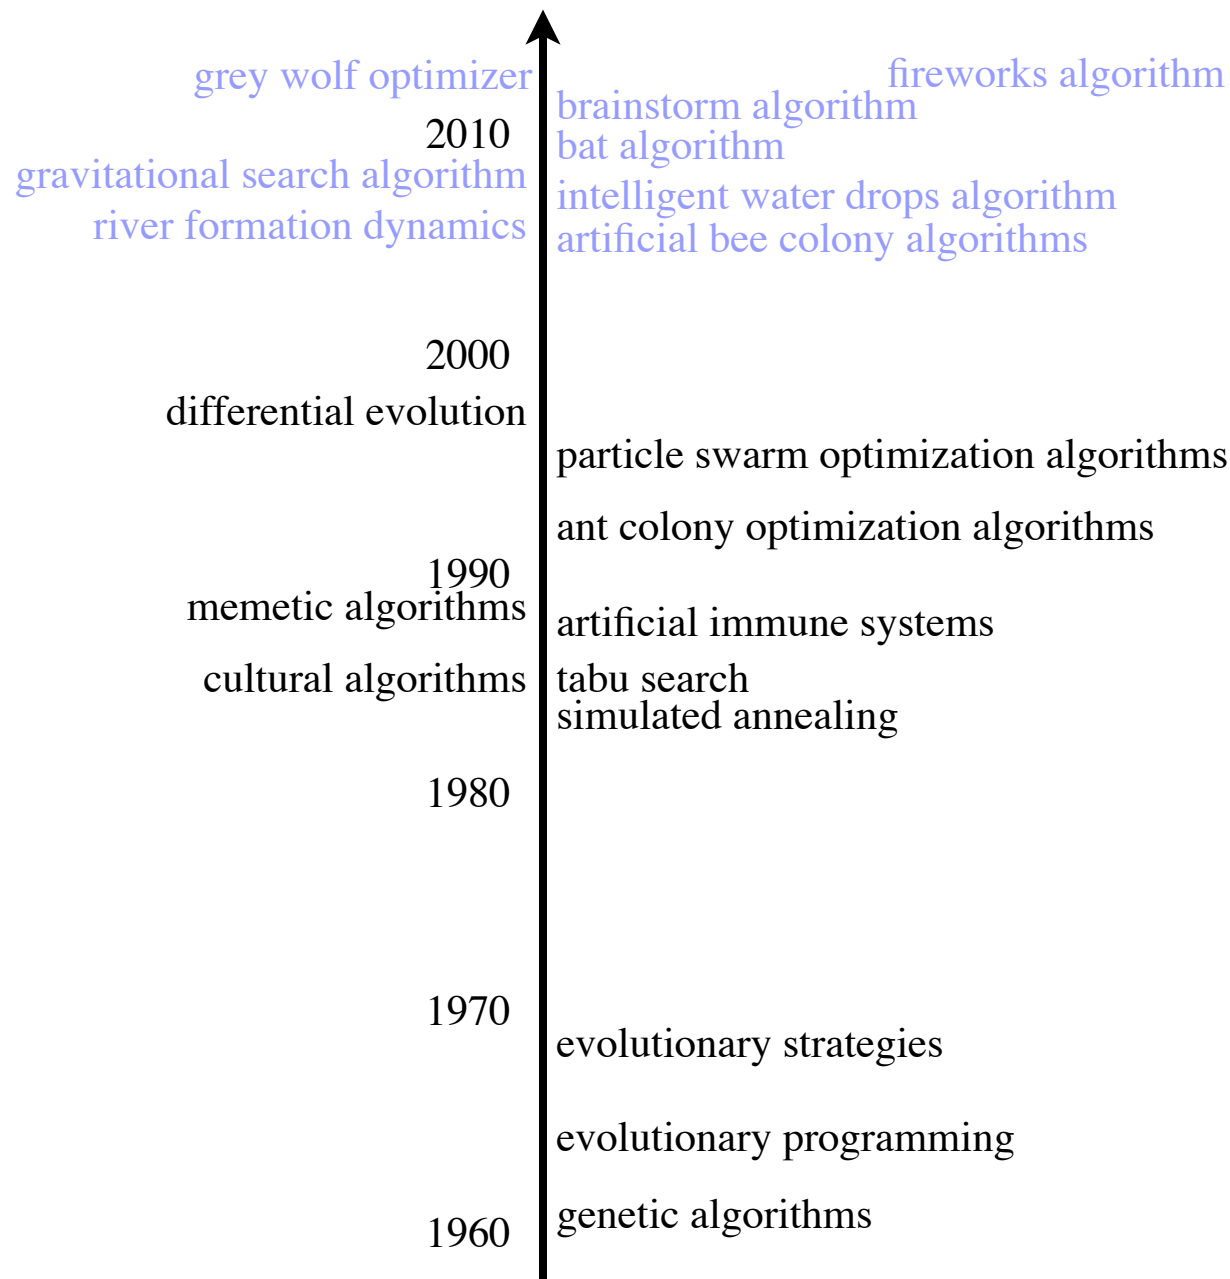 grey wolf optimizer
fireworks algorithm
brainstorm algorithm
2010
bat algorithm
gravitational search algorithm
intelligent water drops algorithm
river formation dynamics
artificial bee colony algorithms
2000
differential evolution
particle swarm optimization algorithms
ant colony optimization algorithms
1990
memetic algorithms
artificial immune systems
cultural algorithms
tabu search
simulated annealing
1980
1970
evolutionary strategies
evolutionary programming
genetic algorithms
1960